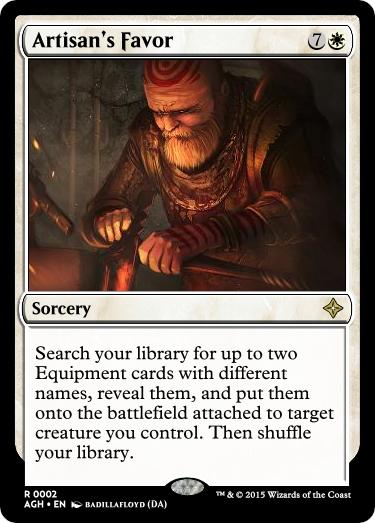 Artisan's Favor 7
Sorcery
Search your library for up to two
Equipment cards with different
names, reveal them, and put them
onto the battlefield attached to target
creature you control. Then shuffle
your library.
R 0002
AGH • EN BADILLAFLOYD (DA)
™ & © 2015 Wizards of the Coast